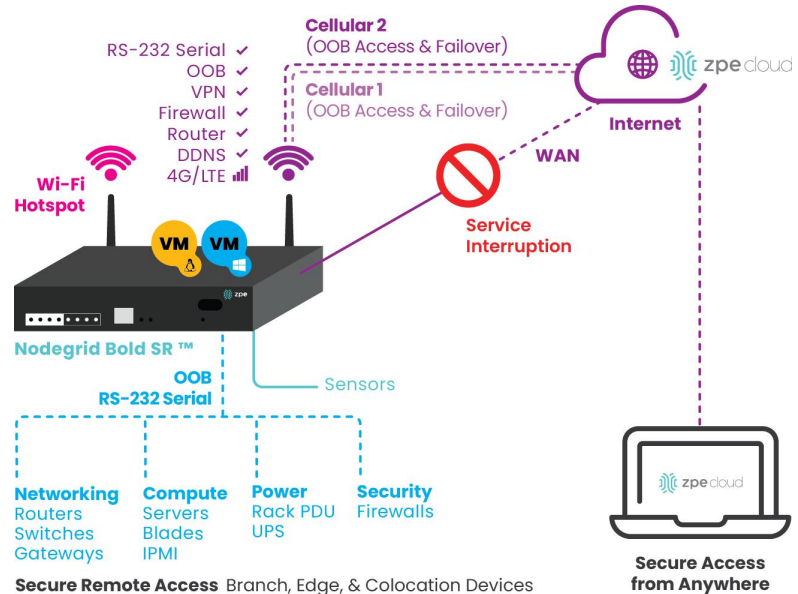 RS-232 Serial ✓
OOB ✓
VPN ✓
Firewall ✓
Router ✓
DDNS ✓
4G/LTE
Cellular 2
(OOB Access & Failover)
Cellular 1
(OOB Access & Failover)
zpe cloud
Internet
WAN
Wi-Fi
Hotspot
Service
Interruption
VM
VM
zpe
Nodegrid Bold SR ™
OOB
RS-232 Serial
Sensors
Networking
Routers
Switches
Gateways
Compute
Servers
Blades
IPMI
Power
Rack PDU
UPS
Security
Firewalls
zpe cloud
Secure Access
from Anywhere
Secure Remote Access Branch, Edge, & Colocation Devices